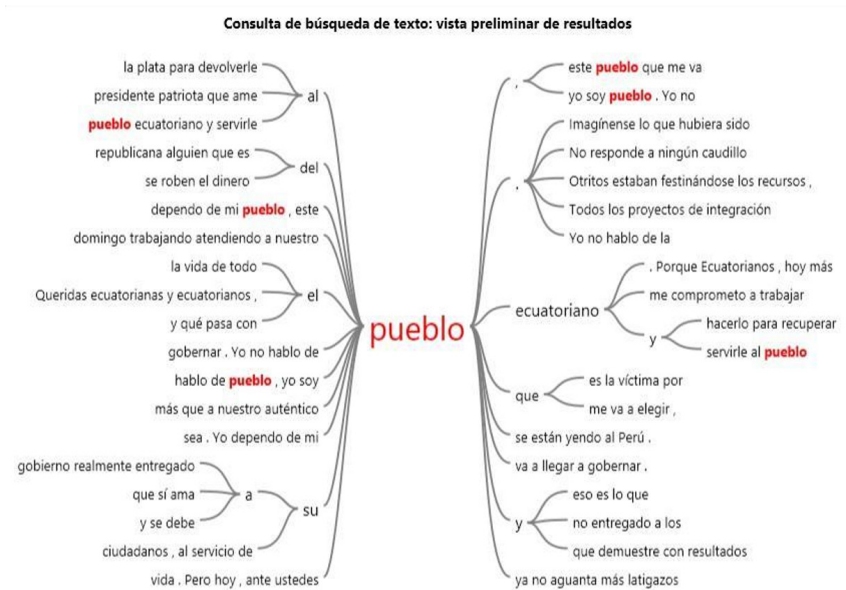 Consulta de búsqueda de texto: vista preliminar de resultados
la plata para devolverle
presidente patriota que ame
pueblo ecuatoriano y servirle
al
republicana alguien que es
se roben el dinero
del
dependo de mi pueblo , este
domingo trabajando atendiendo a nuestro
la vida de todo
Queridas ecuatorianas y ecuatorianos ,
y qué pasa con
el
gobernar . Yo no hablo de
hablo de pueblo , yo soy
más que a nuestro auténtico
sea . Yo dependo de mi
gobierno realmente entregado
que sí ama
y se debe
a
ciudadanos , al servicio de
su
vida . Pero hoy , ante ustedes
pueblo
,
este pueblo que me va
yo soy pueblo . Yo no
.
Imagínense lo que hubiera sido
No responde a ningún caudillo
Otritos estaban festinándose los recursos ,
Todos los proyectos de integración
Yo no hablo de la
ecuatoriano
. Porque Ecuatorianos , hoy más
me comprometo a trabajar
y
hacerlo para recuperar
servirle al pueblo
que
es la víctima por
me va a elegir ,
se están yendo al Perú .
va a llegar a gobernar .
y
eso es lo que
no entregado a los
que demuestre con resultados
ya no aguanta más latigazos